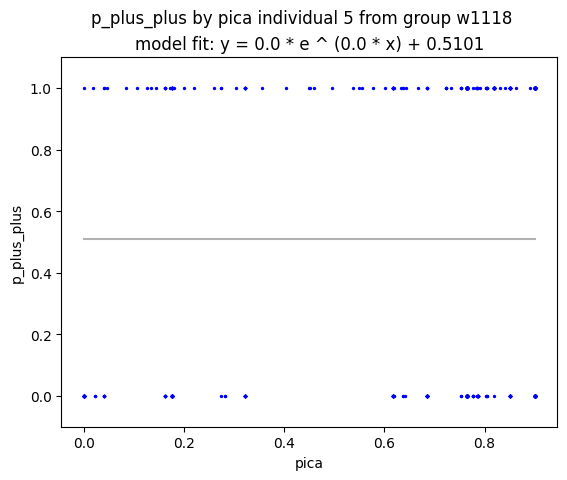 p_plus_plus by pica individual 5 from group w1118
model fit: y = 0.0 * e ^ (0.0 * x) + 0.5101
1.0
0.8
0.6
0.4
0.2
0.0
p_plus_plus
0.0 0.2 0.4 0.6 0.8
pica